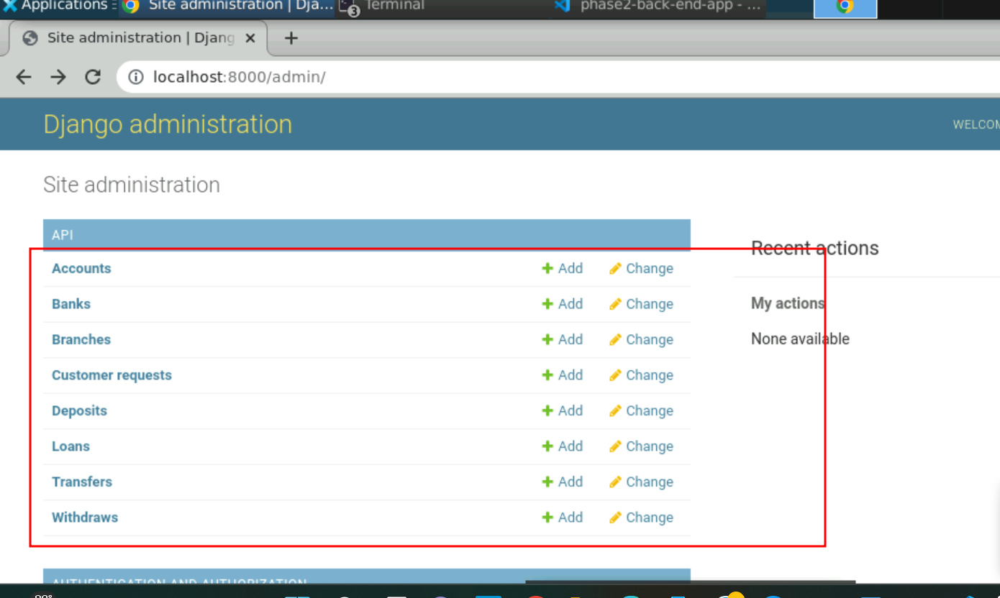 Applications Site administration | Dja... Terminal phase2-back-end-app - ...
3
Site administration | Djang
localhost:8000/admin/
Django administration
WELCOM
Site administration
API
Recent actions
Accounts Add Change
Banks Add Change
My actions
Branches Add Change
None available
Customer requests Add Change
Deposits Add Change
Loans Add Change
Transfers Add Change
Withdraws Add Change
AUTHENTICATION AND AUTHORIZATION